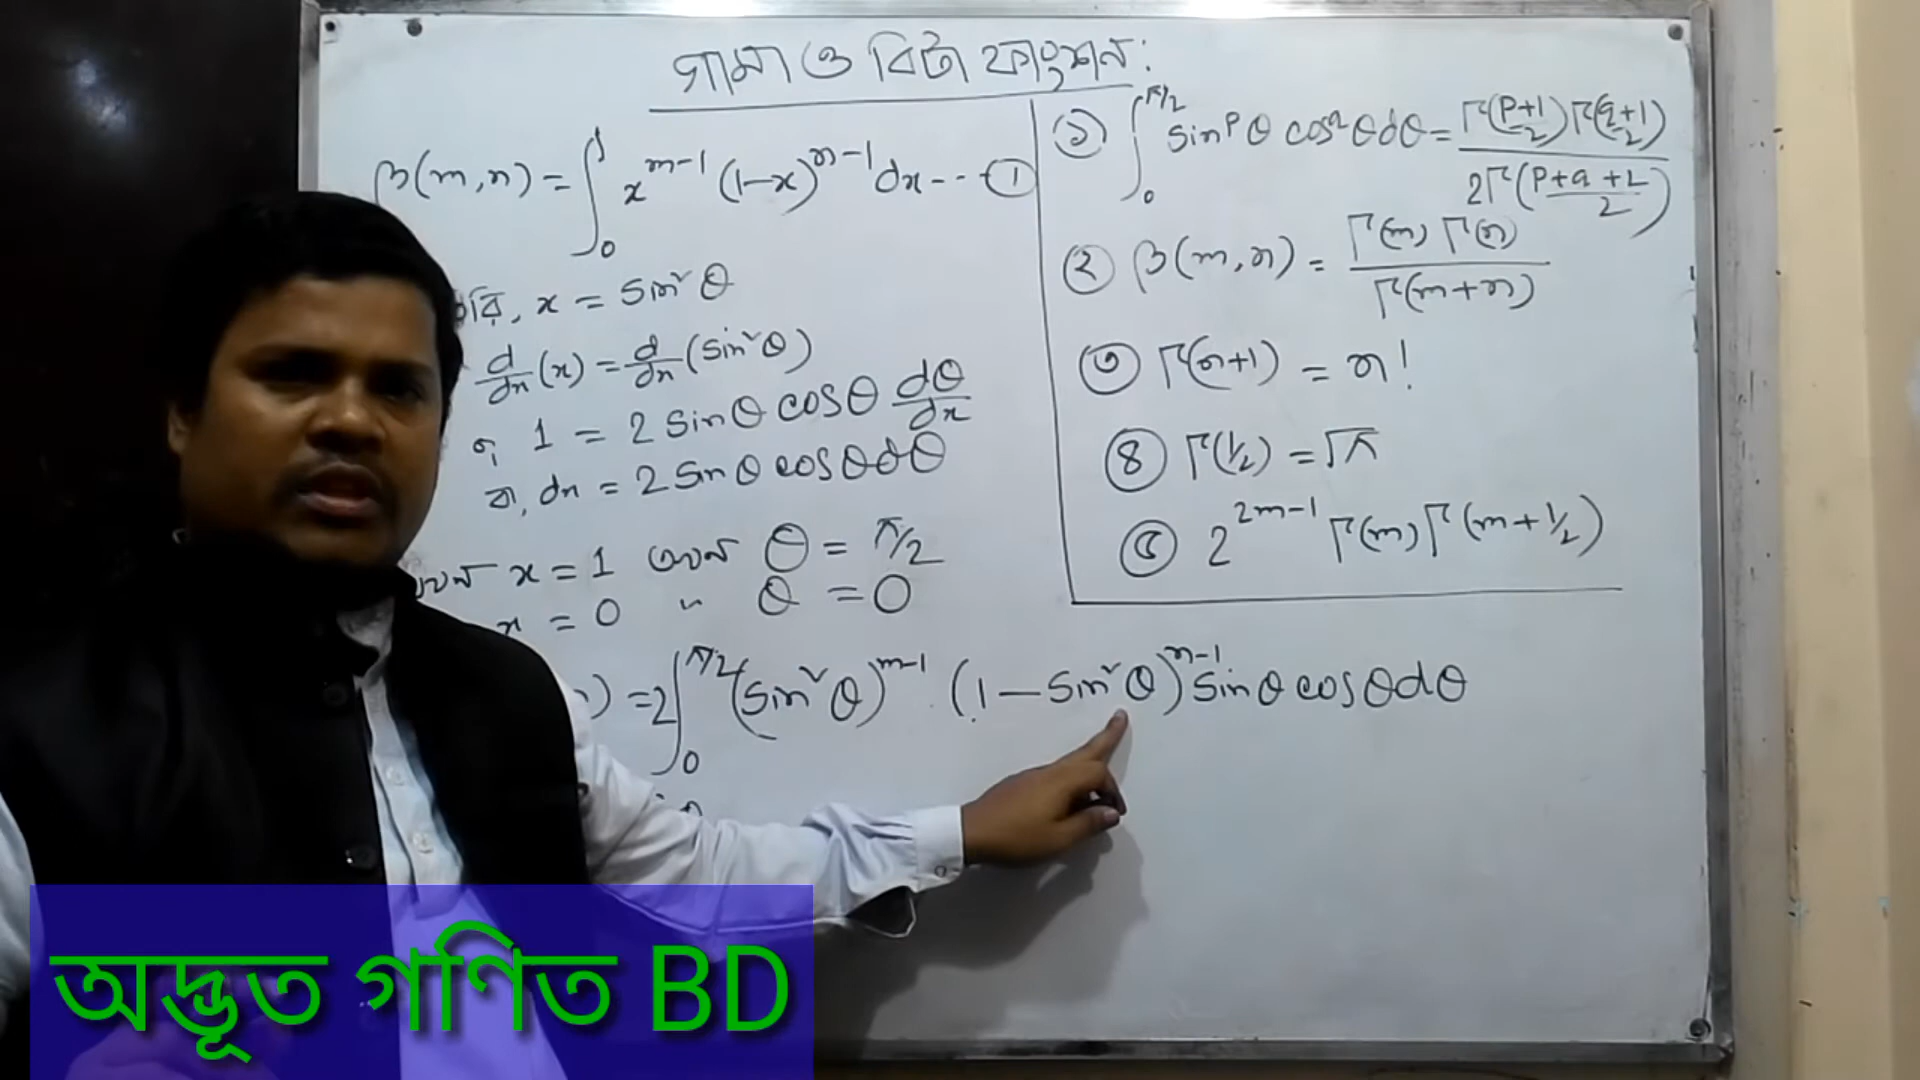 গামা ও বিটা ফাংশন:
β(m,n) = ∫₀¹ x^{m-1} (1-x)^{n-1} dx --- ①
ধরি, x = sin²θ
d/dx (x) = d/dx (sin²θ)
বা, 1 = 2 sinθ cosθ dθ/dx
বা, dx = 2 sinθ cosθ dθ
যখন x = 1 তখন θ = π/2
x = 0 " θ = 0
) = 2∫₀^{π/2} (sin²θ)^{m-1} (1-sin²θ)^{n-1} sinθ cosθ dθ
① ∫₀^{π/2} sin^p θ cos^q θ dθ = Γ((p+1)/2) Γ((q+1)/2) / 2Γ((p+q+2)/2)
② β(m,n) = Γ(m) Γ(n) / Γ(m+n)
③ Γ(n+1) = n!
④ Γ(1/2) = √π
⑤ 2^{2m-1} Γ(m) Γ(m+1/2)
অদ্ভূত গণিত BD